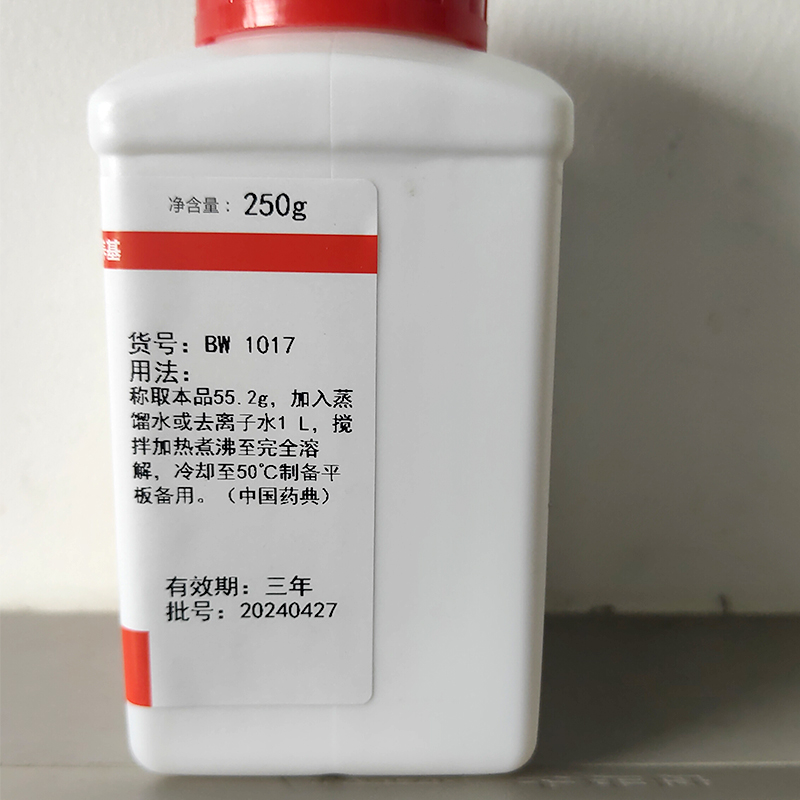 净含量：250g
基
货号：BW 1017
用法：
称取本品55.2g，加入蒸
馏水或去离子水1 L，搅
拌加热煮沸至完全溶
解，冷却至50℃制备平
板备用。（中国药典）
有效期：三年
批号：20240427